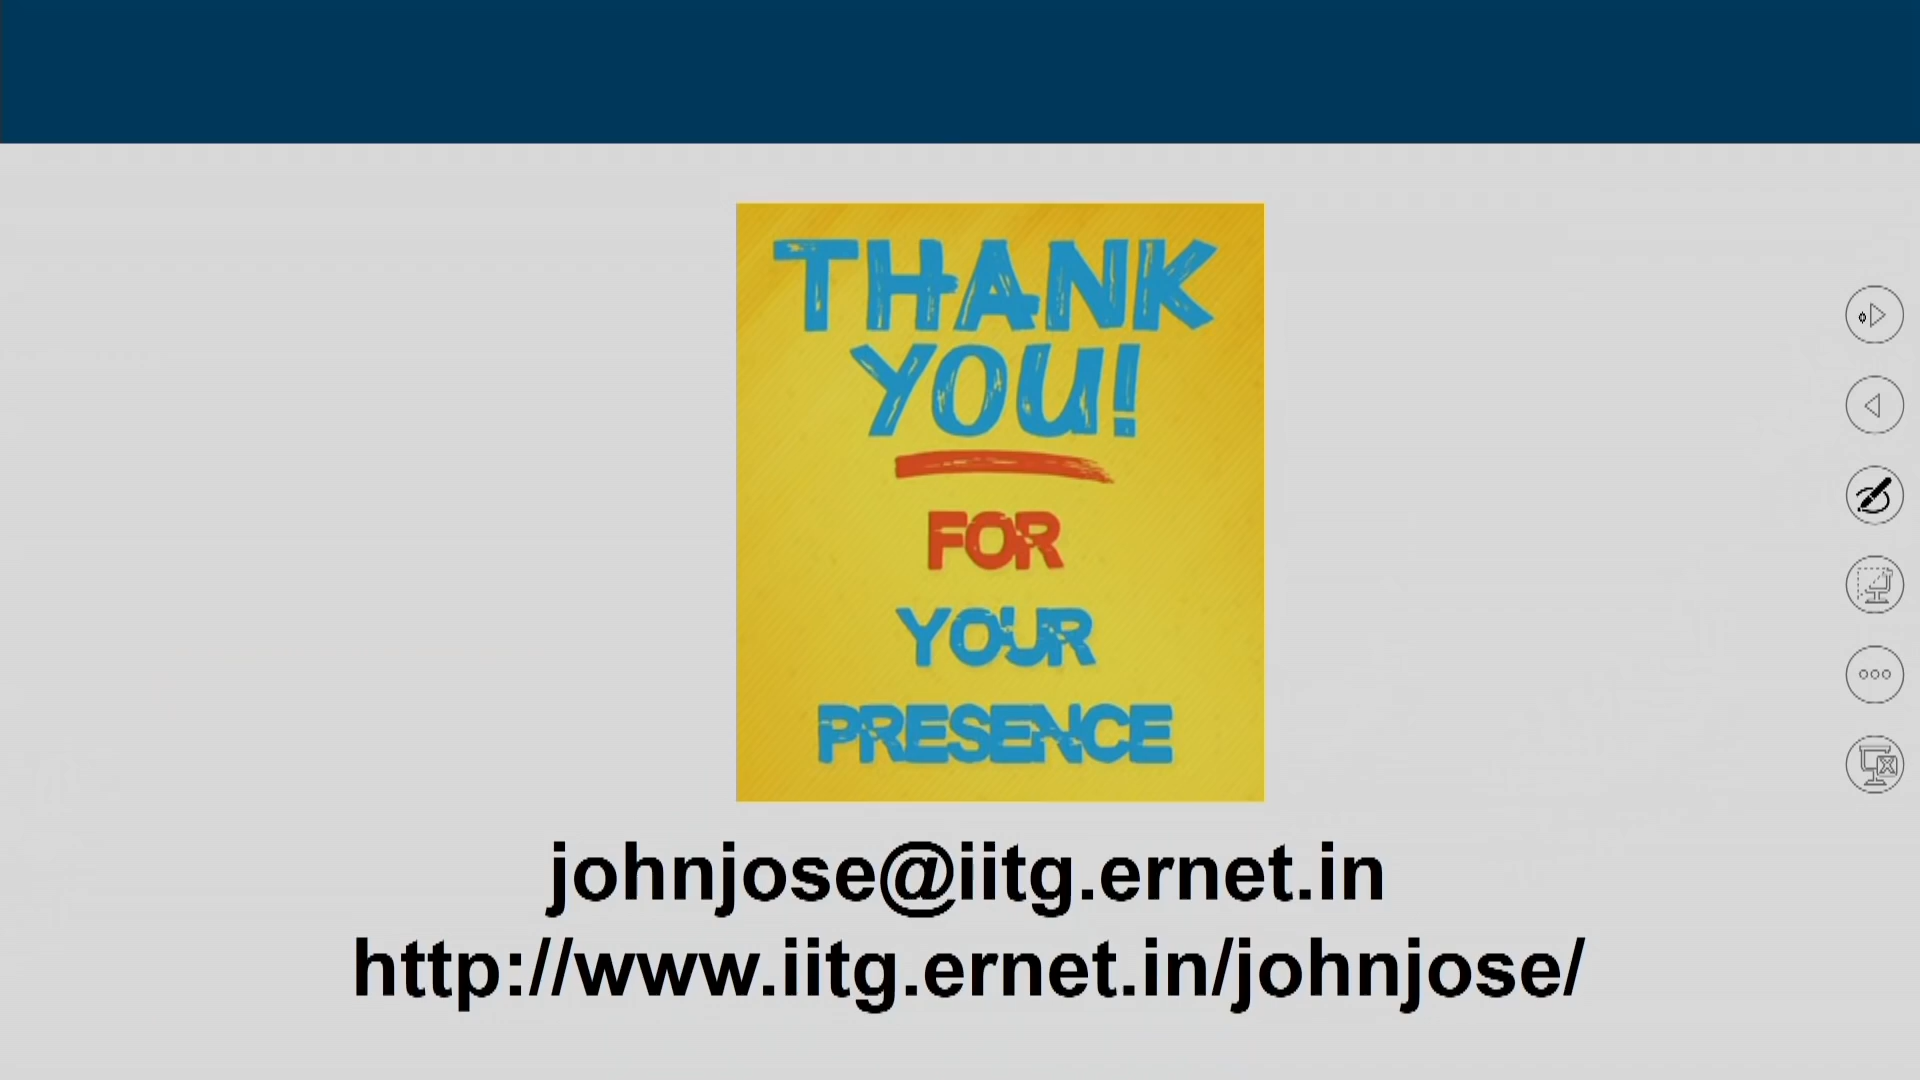 THANK
YOU!
FOR
YOUR
PRESENCE
johnjose@iitg.ernet.in
http://www.iitg.ernet.in/johnjose/